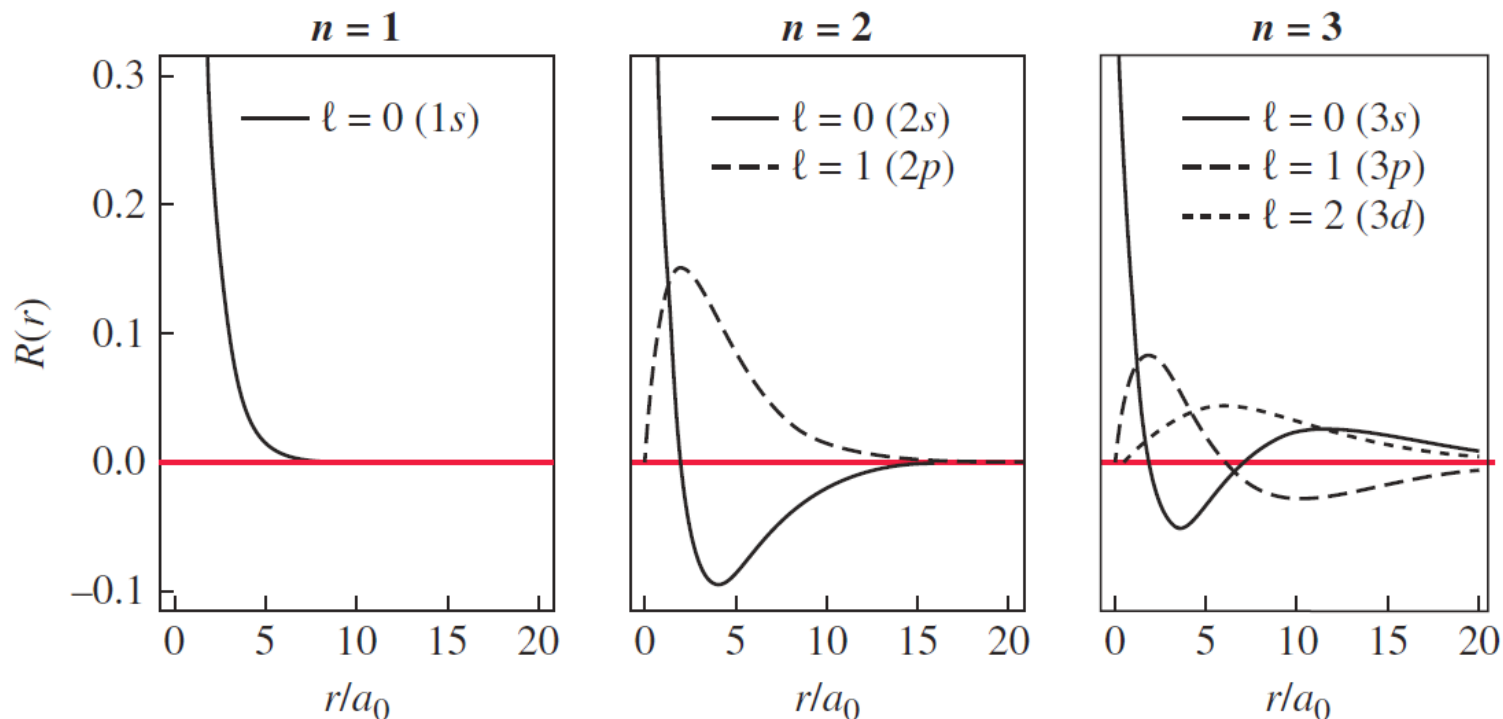 n = 1
n = 2
n = 3
R(r)
0.3
0.2
0.1
0.0
–0.1
ℓ = 0 (1s)
ℓ = 0 (2s)
ℓ = 1 (2p)
ℓ = 0 (3s)
ℓ = 1 (3p)
ℓ = 2 (3d)
0 5 10 15 20
0 5 10 15 20
0 5 10 15 20
r/a₀
r/a₀
r/a₀